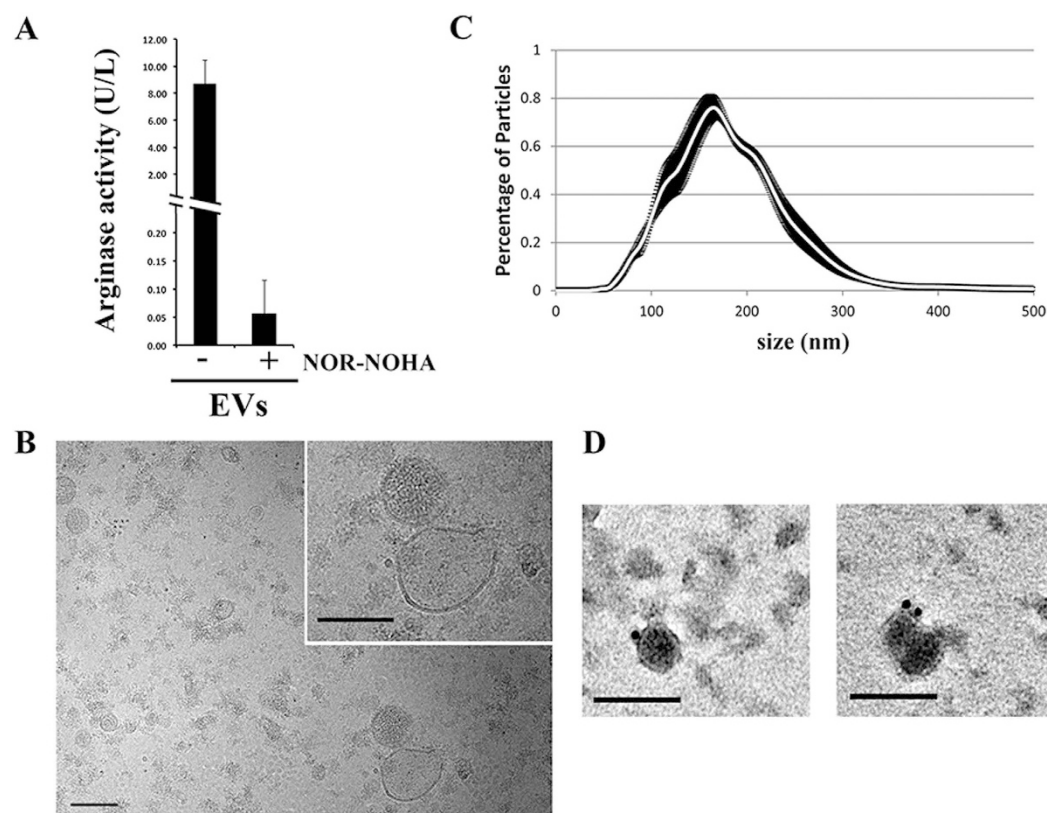 A
Arginase activity (U/L)
12.00
10.00
8.00
6.00
4.00
2.00
0.20
0.15
0.10
0.05
0.00
- + NOR-NOHA
EVs
C
Percentage of Particles
1
0.8
0.6
0.4
0.2
0
0 100 200 300 400 500
size (nm)
B
D